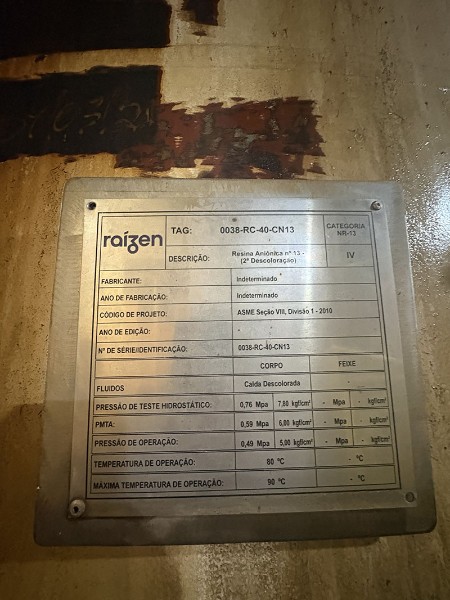 raízen
TAG: 0038-RC-40-CN13
CATEGORIA
NR-13
DESCRIÇÃO: Resina Aniônica nº 13 -
(2ª Descoloração)
IV
FABRICANTE: Indeterminado
ANO DE FABRICAÇÃO: Indeterminado
CÓDIGO DE PROJETO: ASME Seção VIII, Divisão 1 - 2010
ANO DE EDIÇÃO:
Nº DE SÉRIE/IDENTIFICAÇÃO: 0038-RC-40-CN13
CORPO FEIXE
FLUIDOS Calda Descolorada -
PRESSÃO DE TESTE HIDROSTÁTICO: 0,76 Mpa 7,80 kgf/cm² - Mpa - kgf/cm²
PMTA: 0,59 Mpa 6,00 kgf/cm² - Mpa - kgf/cm²
PRESSÃO DE OPERAÇÃO: 0,49 Mpa 5,00 kgf/cm² - Mpa - kgf/cm²
TEMPERATURA DE OPERAÇÃO: 80 ºC - ºC
MÁXIMA TEMPERATURA DE OPERAÇÃO: 90 ºC - ºC